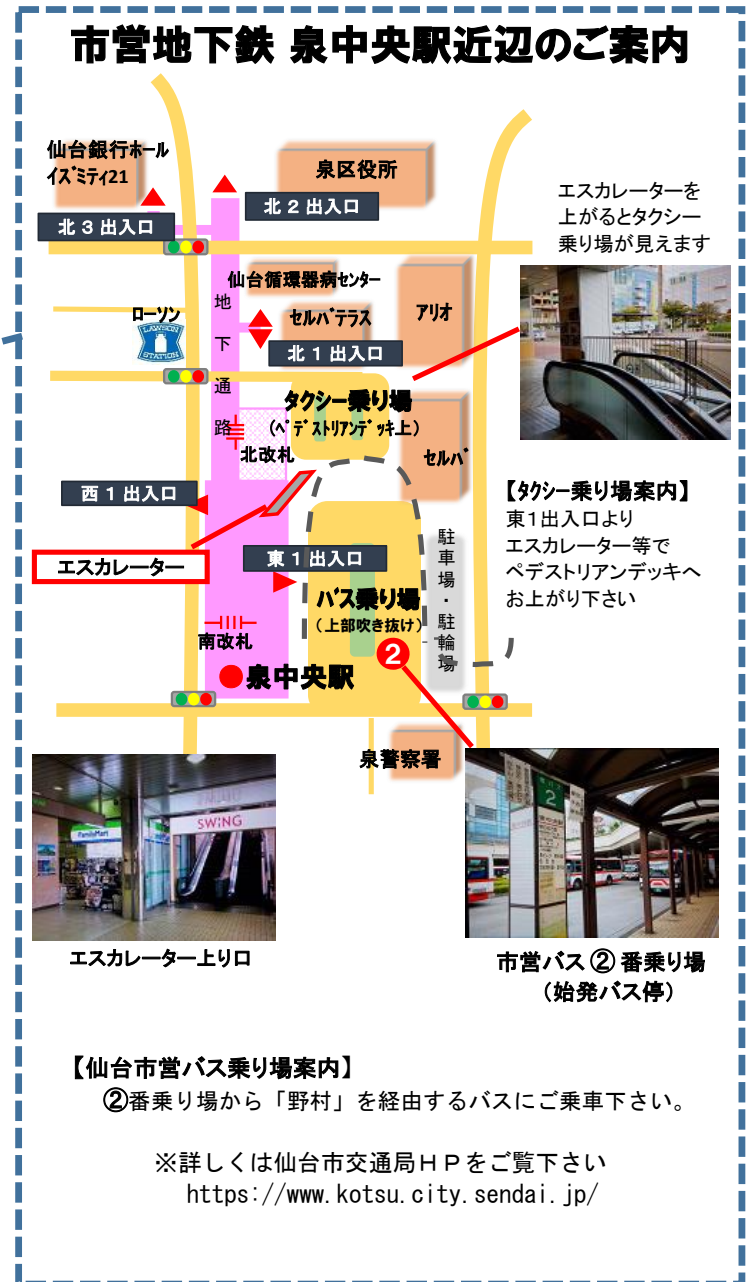 市営地下鉄 泉中央駅近辺のご案内
仙台銀行ホール
イズミティ21
泉区役所
エスカレーターを
上がるとタクシー
乗り場が見えます
北２出入口
北３出入口
仙台循環器病センター
地下通路
ローソン
LAWSON
STATION
セルバテラス
アリオ
北１出入口
タクシー乗り場
(ペデストリアンデッキ上)
北改札
セルバ
西１出入口
【タクシー乗り場案内】
東1出入口より
エスカレーター等で
ペデストリアンデッキへ
お上がり下さい
エスカレーター
東１出入口
駐車場・駐輪場
バス乗り場
(上部吹き抜け)
南改札
2
泉中央駅
泉警察署
SWING
FamilyMart
2
エスカレーター上り口
市営バス②番乗り場
(始発バス停)
【仙台市営バス乗り場案内】
②番乗り場から「野村」を経由するバスにご乗車下さい。
※詳しくは仙台市交通局ＨＰをご覧下さい
https://www.kotsu.city.sendai.jp/